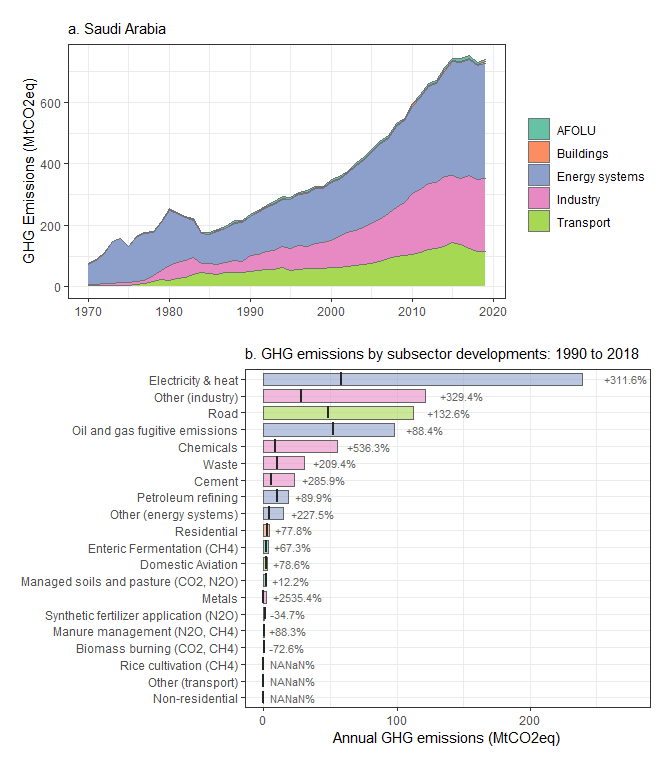 a. Saudi Arabia
GHG Emissions (MtCO2eq)
600
400
200
0
1970
1980
1990
2000
2010
2020
AFOLU
Buildings
Energy systems
Industry
Transport
b. GHG emissions by subsector developments: 1990 to 2018
Electricity & heat +311.6%
Other (industry) +329.4%
Road +132.6%
Oil and gas fugitive emissions +88.4%
Chemicals +536.3%
Waste +209.4%
Cement +285.9%
Petroleum refining +89.9%
Other (energy systems) +227.5%
Residential +77.8%
Enteric Fermentation (CH4) +67.3%
Domestic Aviation +78.6%
Managed soils and pasture (CO2, N2O) +12.2%
Metals +2535.4%
Synthetic fertilizer application (N2O) -34.7%
Manure management (N2O, CH4) +88.3%
Biomass burning (CO2, CH4) -72.6%
Rice cultivation (CH4) NANaN%
Other (transport) NANaN%
Non-residential NANaN%
0
100
200
Annual GHG emissions (MtCO2eq)